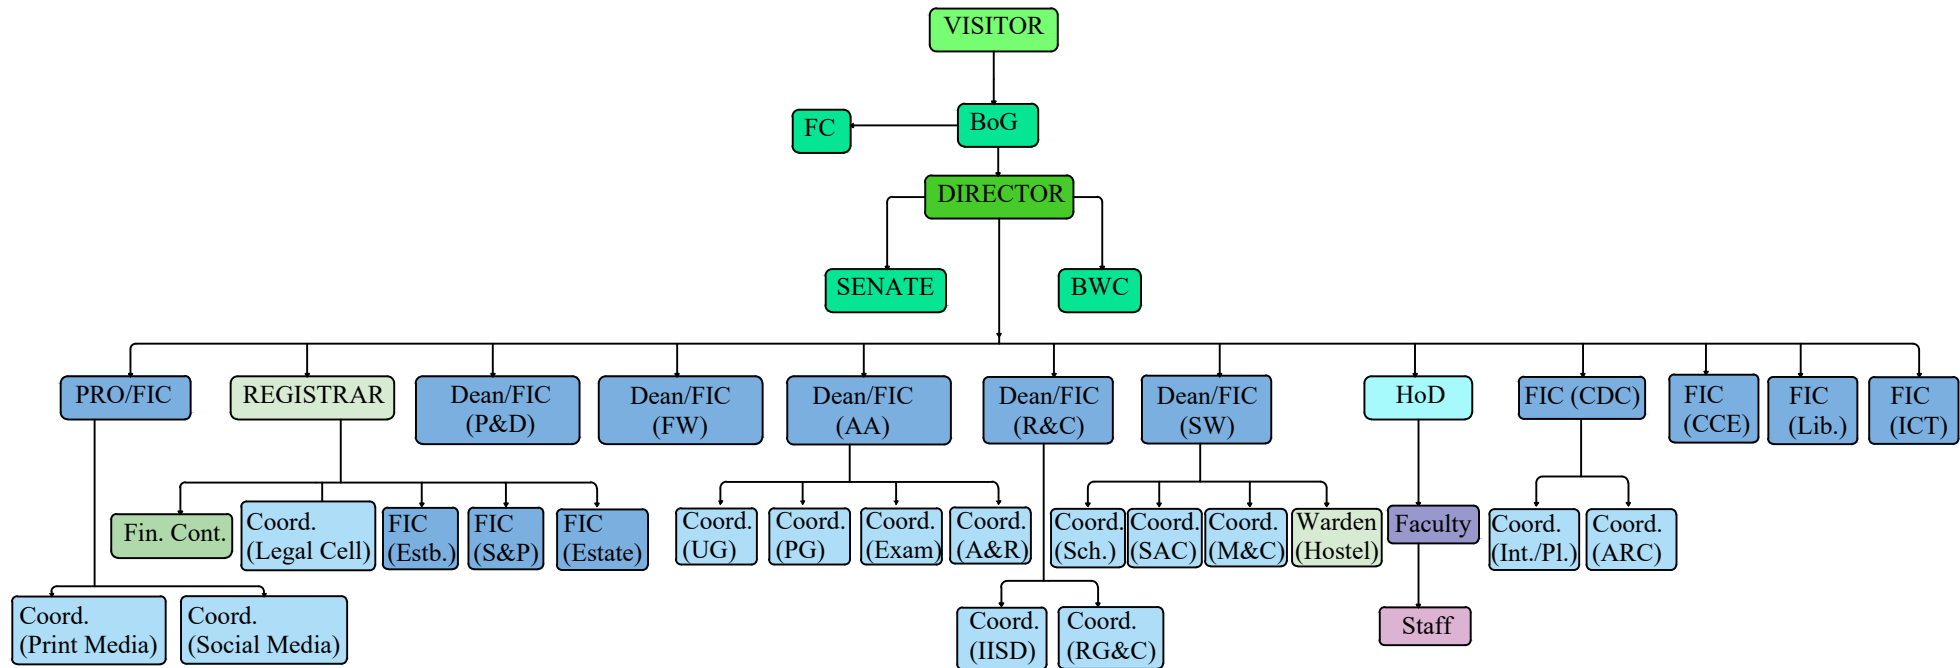 VISITOR
FC
BoG
DIRECTOR
SENATE
BWC
PRO/FIC
REGISTRAR
Dean/FIC
(P&D)
Dean/FIC
(FW)
Dean/FIC
(AA)
Dean/FIC
(R&C)
Dean/FIC
(SW)
HoD
FIC (CDC)
FIC
(CCE)
FIC
(Lib.)
FIC
(ICT)
Fin. Cont.
Coord.
(Legal Cell)
FIC
(Estb.)
FIC
(S&P)
FIC
(Estate)
Coord.
(UG)
Coord.
(PG)
Coord.
(Exam)
Coord.
(A&R)
Coord.
(Sch.)
Coord.
(SAC)
Coord.
(M&C)
Warden
(Hostel)
Faculty
Coord.
(Int./Pl.)
Coord.
(ARC)
Coord.
(Print Media)
Coord.
(Social Media)
Coord.
(IISD)
Coord.
(RG&C)
Staff